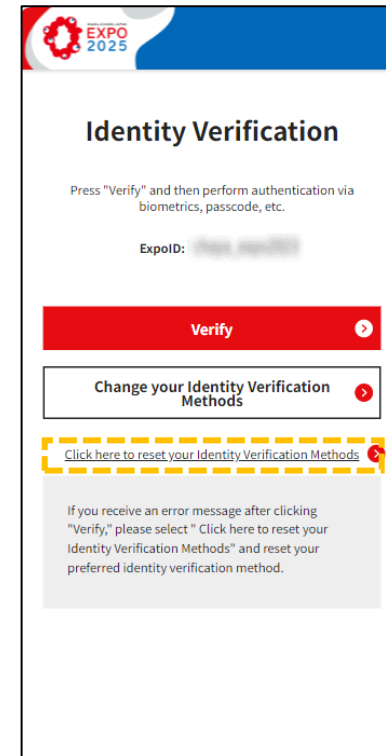 EXPO
2025
Identity Verification
Press "Verify" and then perform authentication via
biometrics, passcode, etc.
ExpoID:
Verify
Change your Identity Verification
Methods
Click here to reset your Identity Verification Methods
If you receive an error message after clicking
"Verify," please select " Click here to reset your
Identity Verification Methods" and reset your
preferred identity verification method.